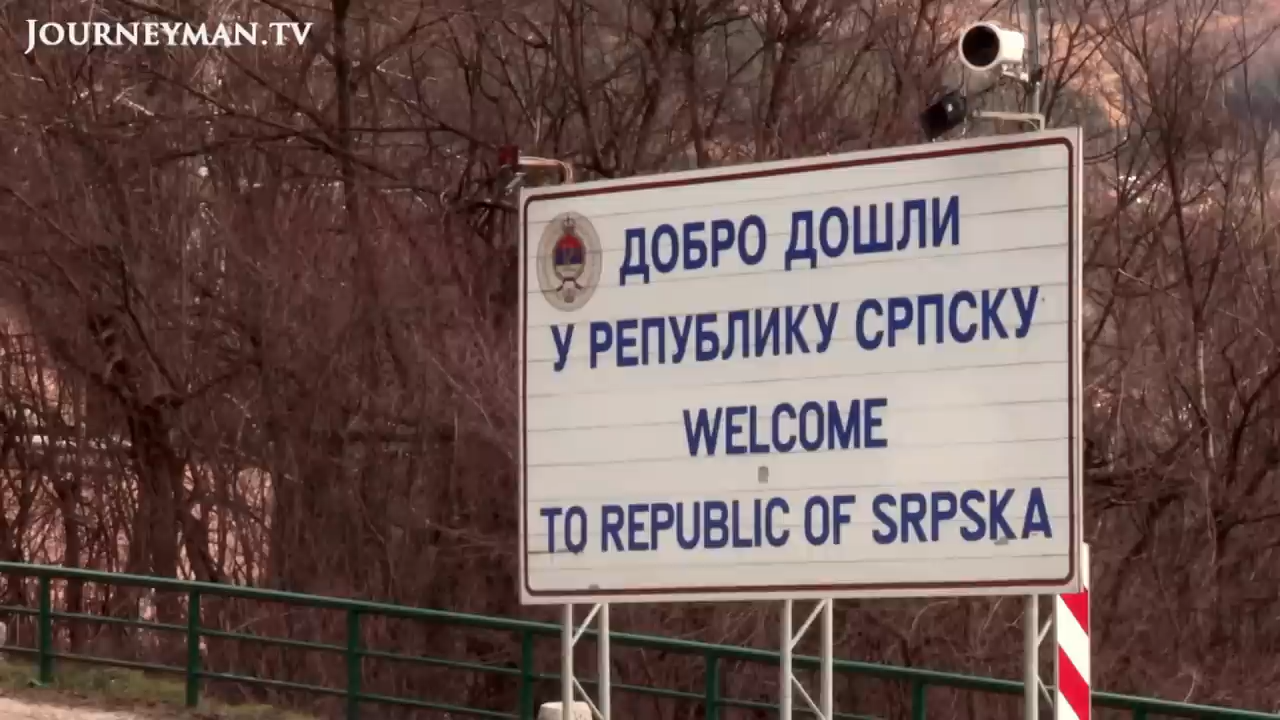 JOURNEYMAN.TV
ДОБРО ДОШЛИ
У РЕПУБЛИКУ СРПСКУ
WELCOME
TO REPUBLIC OF SRPSKA